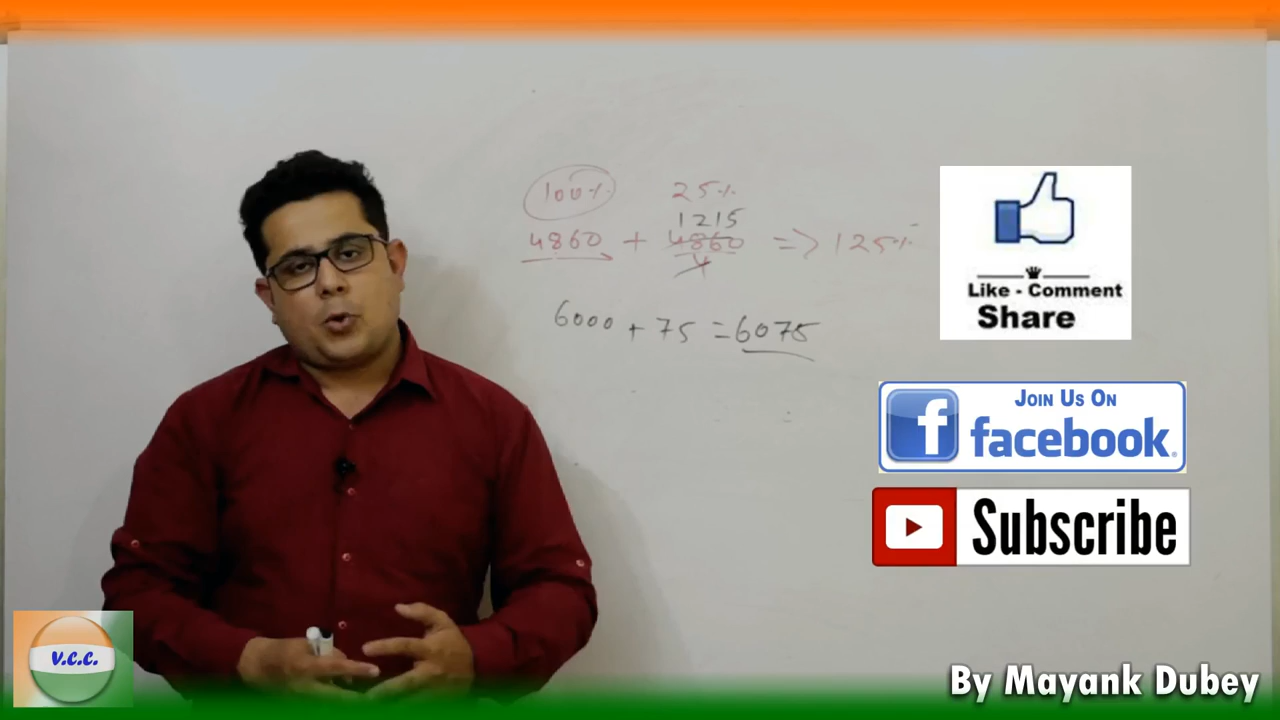 100% 25%
1215
4860 + 4860 => 125%
4
6000 + 75 = 6075
Like - Comment
Share
JOIN US ON
facebook.
Subscribe
V.C.C.
By Mayank Dubey